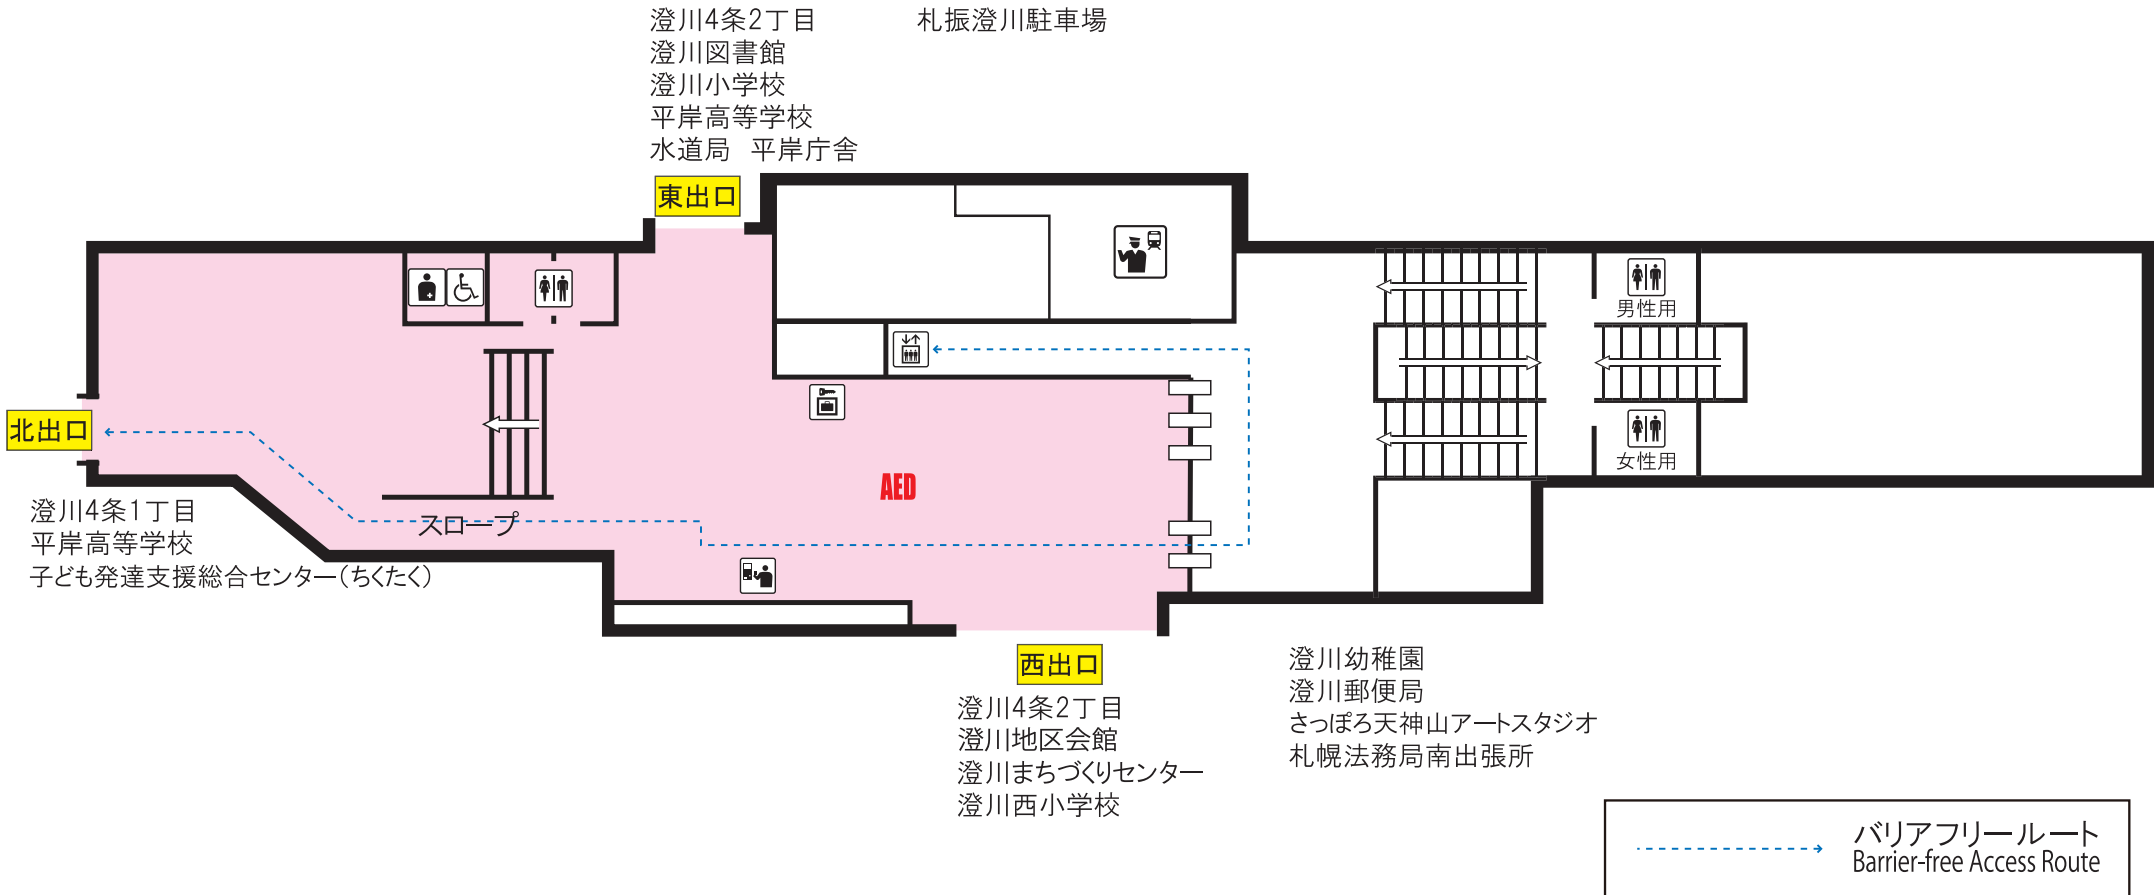 澄川4条2丁目
澄川図書館
澄川小学校
平岸高等学校
水道局　平岸庁舎
札振澄川駐車場
東出口
男性用
女性用
北出口
AED
スロープ
澄川4条1丁目
平岸高等学校
子ども発達支援総合センター(ちくたく)
西出口
澄川4条2丁目
澄川地区会館
澄川まちづくりセンター
澄川西小学校
澄川幼稚園
澄川郵便局
さっぽろ天神山アートスタジオ
札幌法務局南出張所
バリアフリールート
Barrier-free Access Route